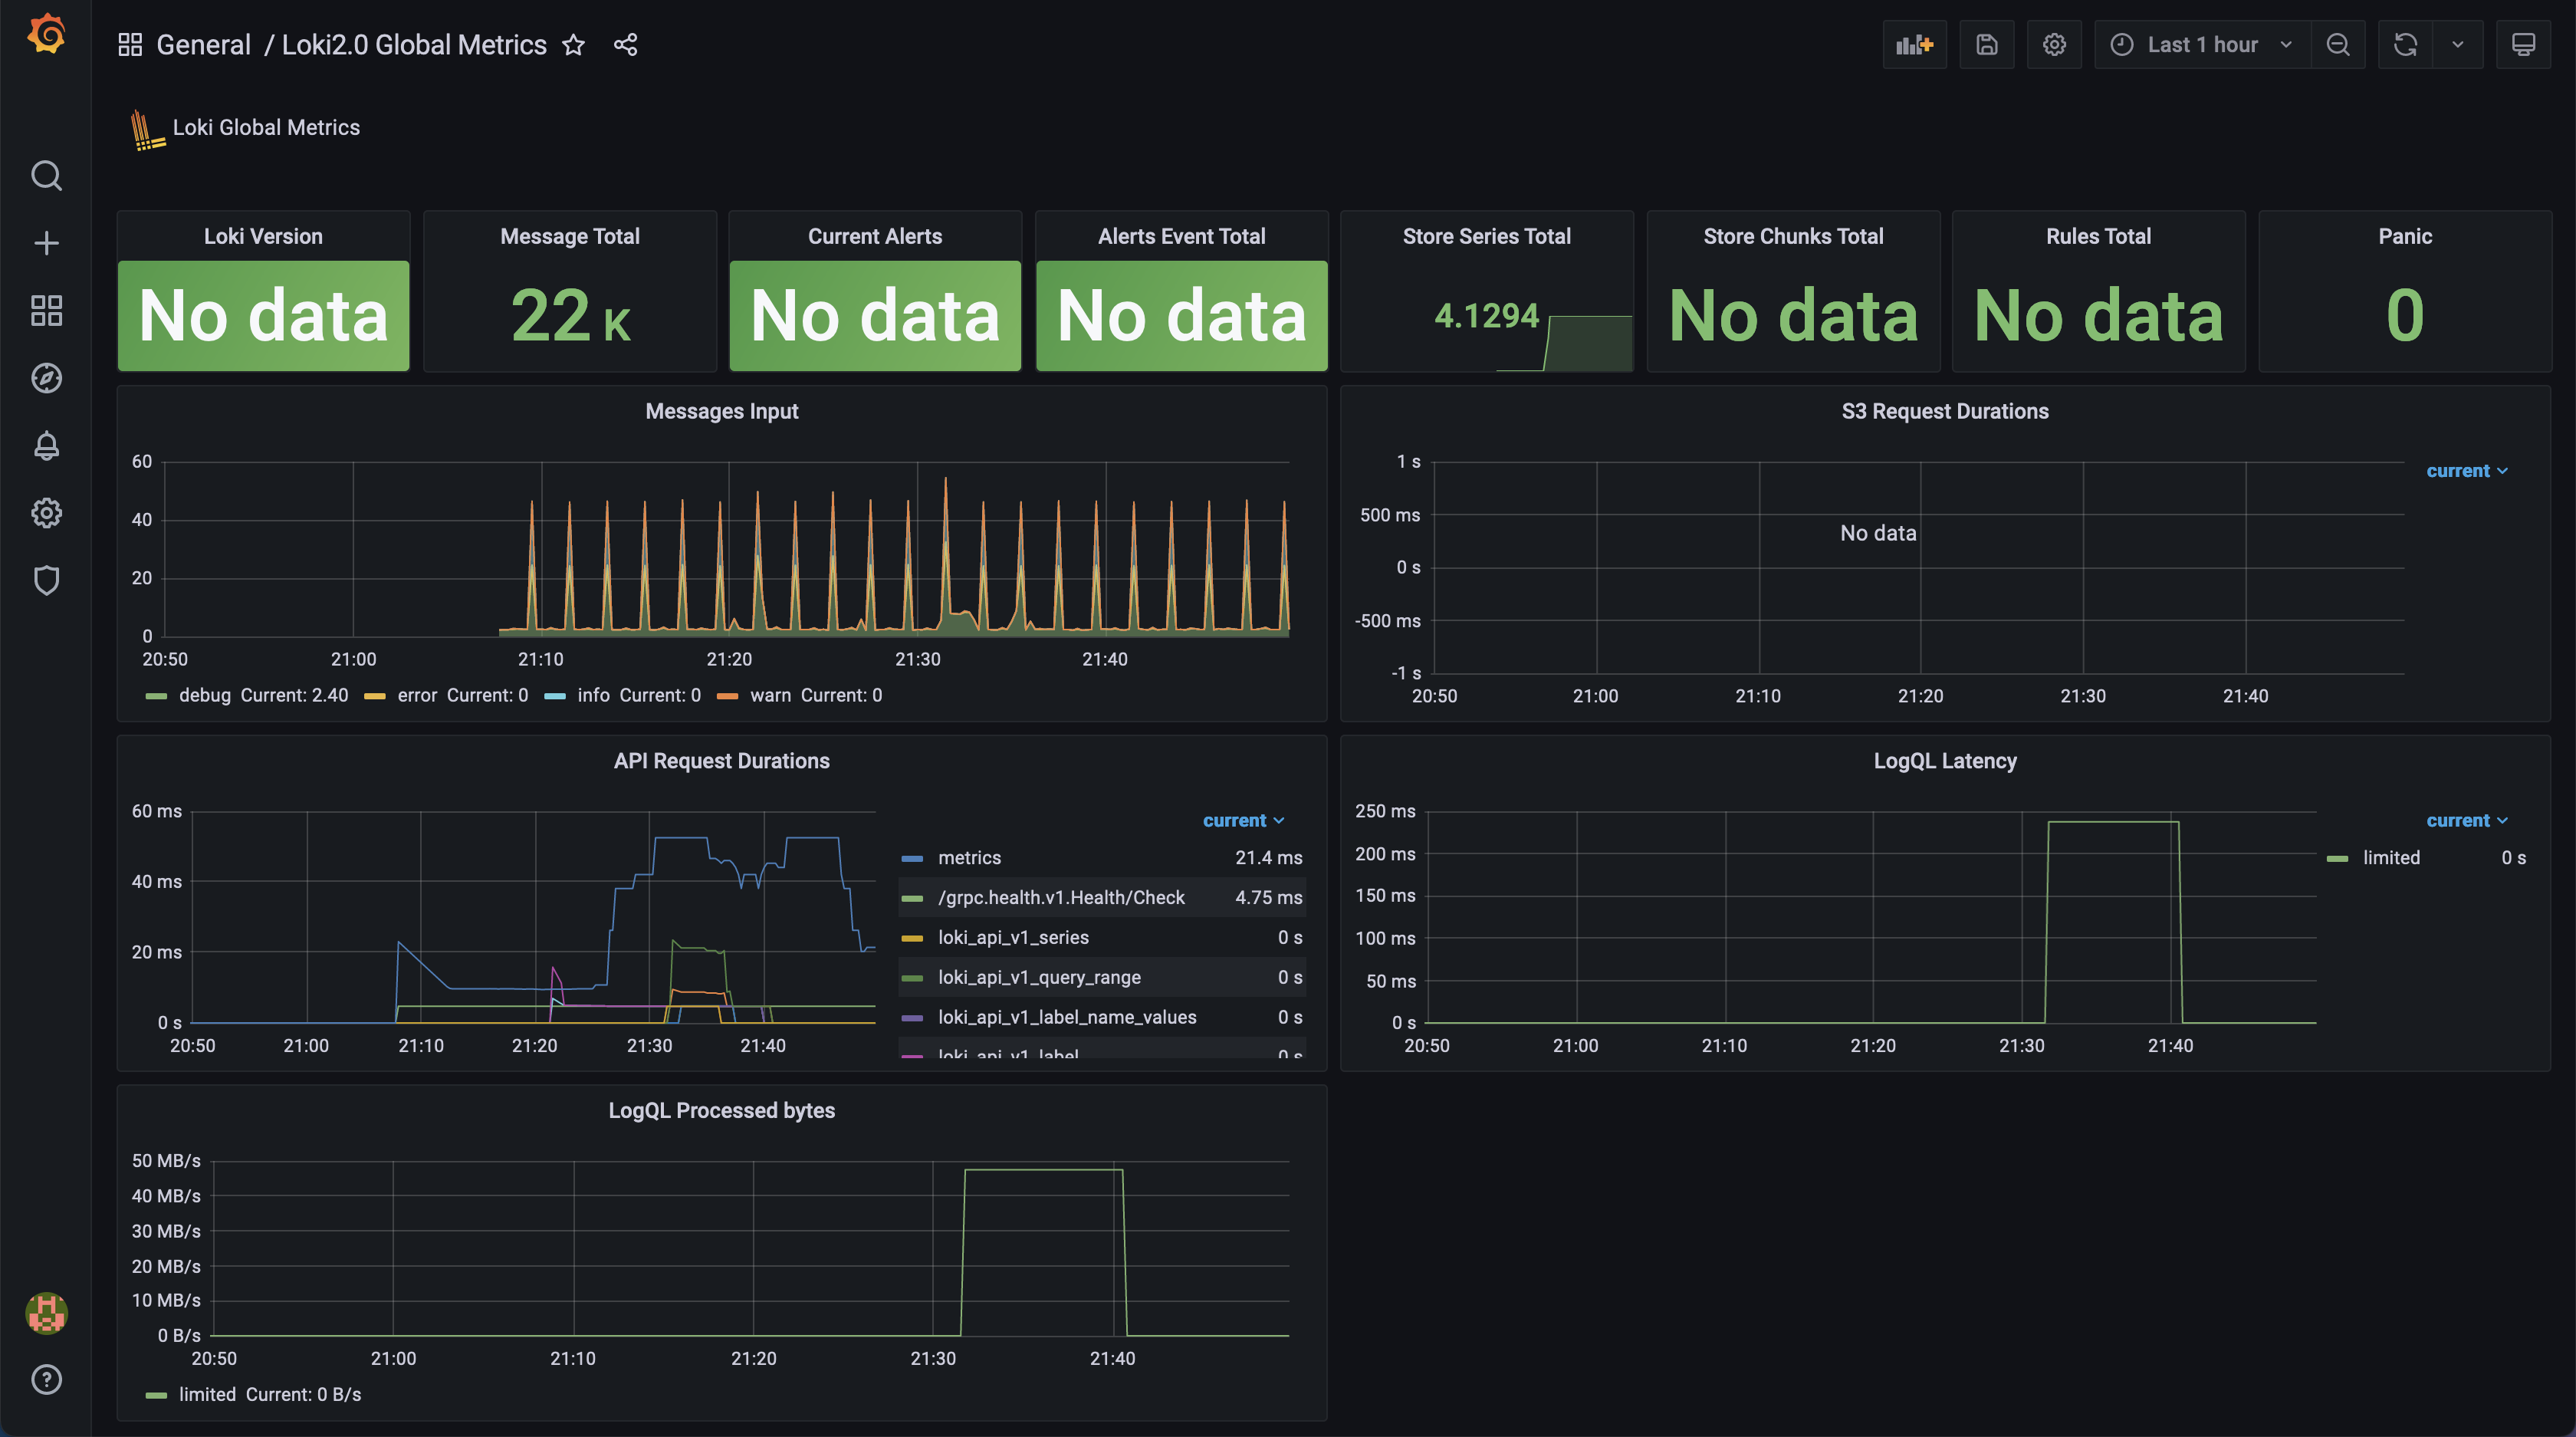 General / Loki2.0 Global Metrics
Last 1 hour
Loki Global Metrics
Loki Version
No data
Message Total
22 K
Current Alerts
No data
Alerts Event Total
No data
Store Series Total
4.1294
Store Chunks Total
No data
Rules Total
No data
Panic
0
Messages Input
60
40
20
0
20:50 21:00 21:10 21:20 21:30 21:40
debug Current: 2.40 error Current: 0 info Current: 0 warn Current: 0
S3 Request Durations
1 s
500 ms
0 s
-500 ms
-1 s
No data
current
20:50 21:00 21:10 21:20 21:30 21:40
API Request Durations
60 ms
40 ms
20 ms
0 s
20:50 21:00 21:10 21:20 21:30 21:40
current
metrics 21.4 ms
/grpc.health.v1.Health/Check 4.75 ms
loki_api_v1_series 0 s
loki_api_v1_query_range 0 s
loki_api_v1_label_name_values 0 s
loki_api_v1_label 0 s
LogQL Latency
250 ms
200 ms
150 ms
100 ms
50 ms
0 s
20:50 21:00 21:10 21:20 21:30 21:40
current
limited 0 s
LogQL Processed bytes
50 MB/s
40 MB/s
30 MB/s
20 MB/s
10 MB/s
0 B/s
20:50 21:00 21:10 21:20 21:30 21:40
limited Current: 0 B/s